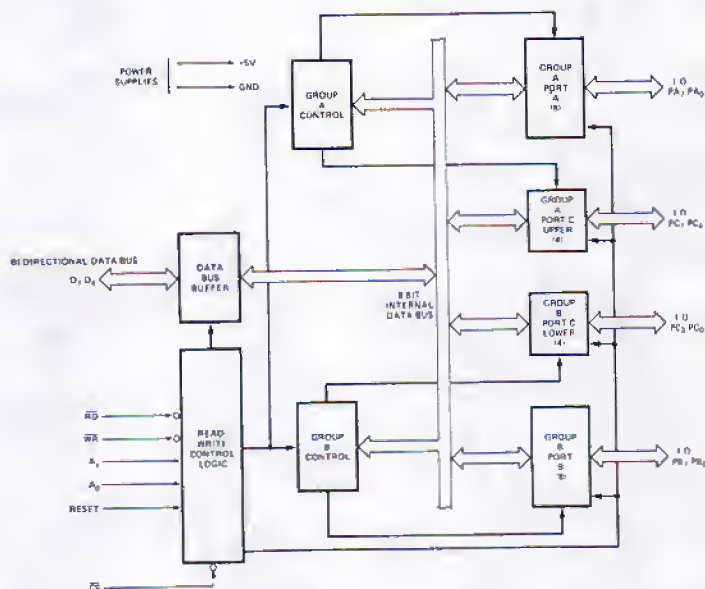 POWER
SUPPLIES
+5V
GND
GROUP
A
CONTROL
GROUP
A
PORT
A
(8)
I O
PA7 PA0
GROUP
A
PORT C
UPPER
(4)
I O
PC7 PC4
BI DIRECTIONAL DATA BUS
D7 D0
DATA
BUS
BUFFER
8 BIT
INTERNAL
DATA BUS
GROUP
B
PORT C
LOWER
(4)
I O
PC3 PC0
RD
WR
A1
A0
RESET
CS
READ
WRITE
CONTROL
LOGIC
GROUP
B
CONTROL
GROUP
B
PORT
B
(8)
I O
PB7 PB0